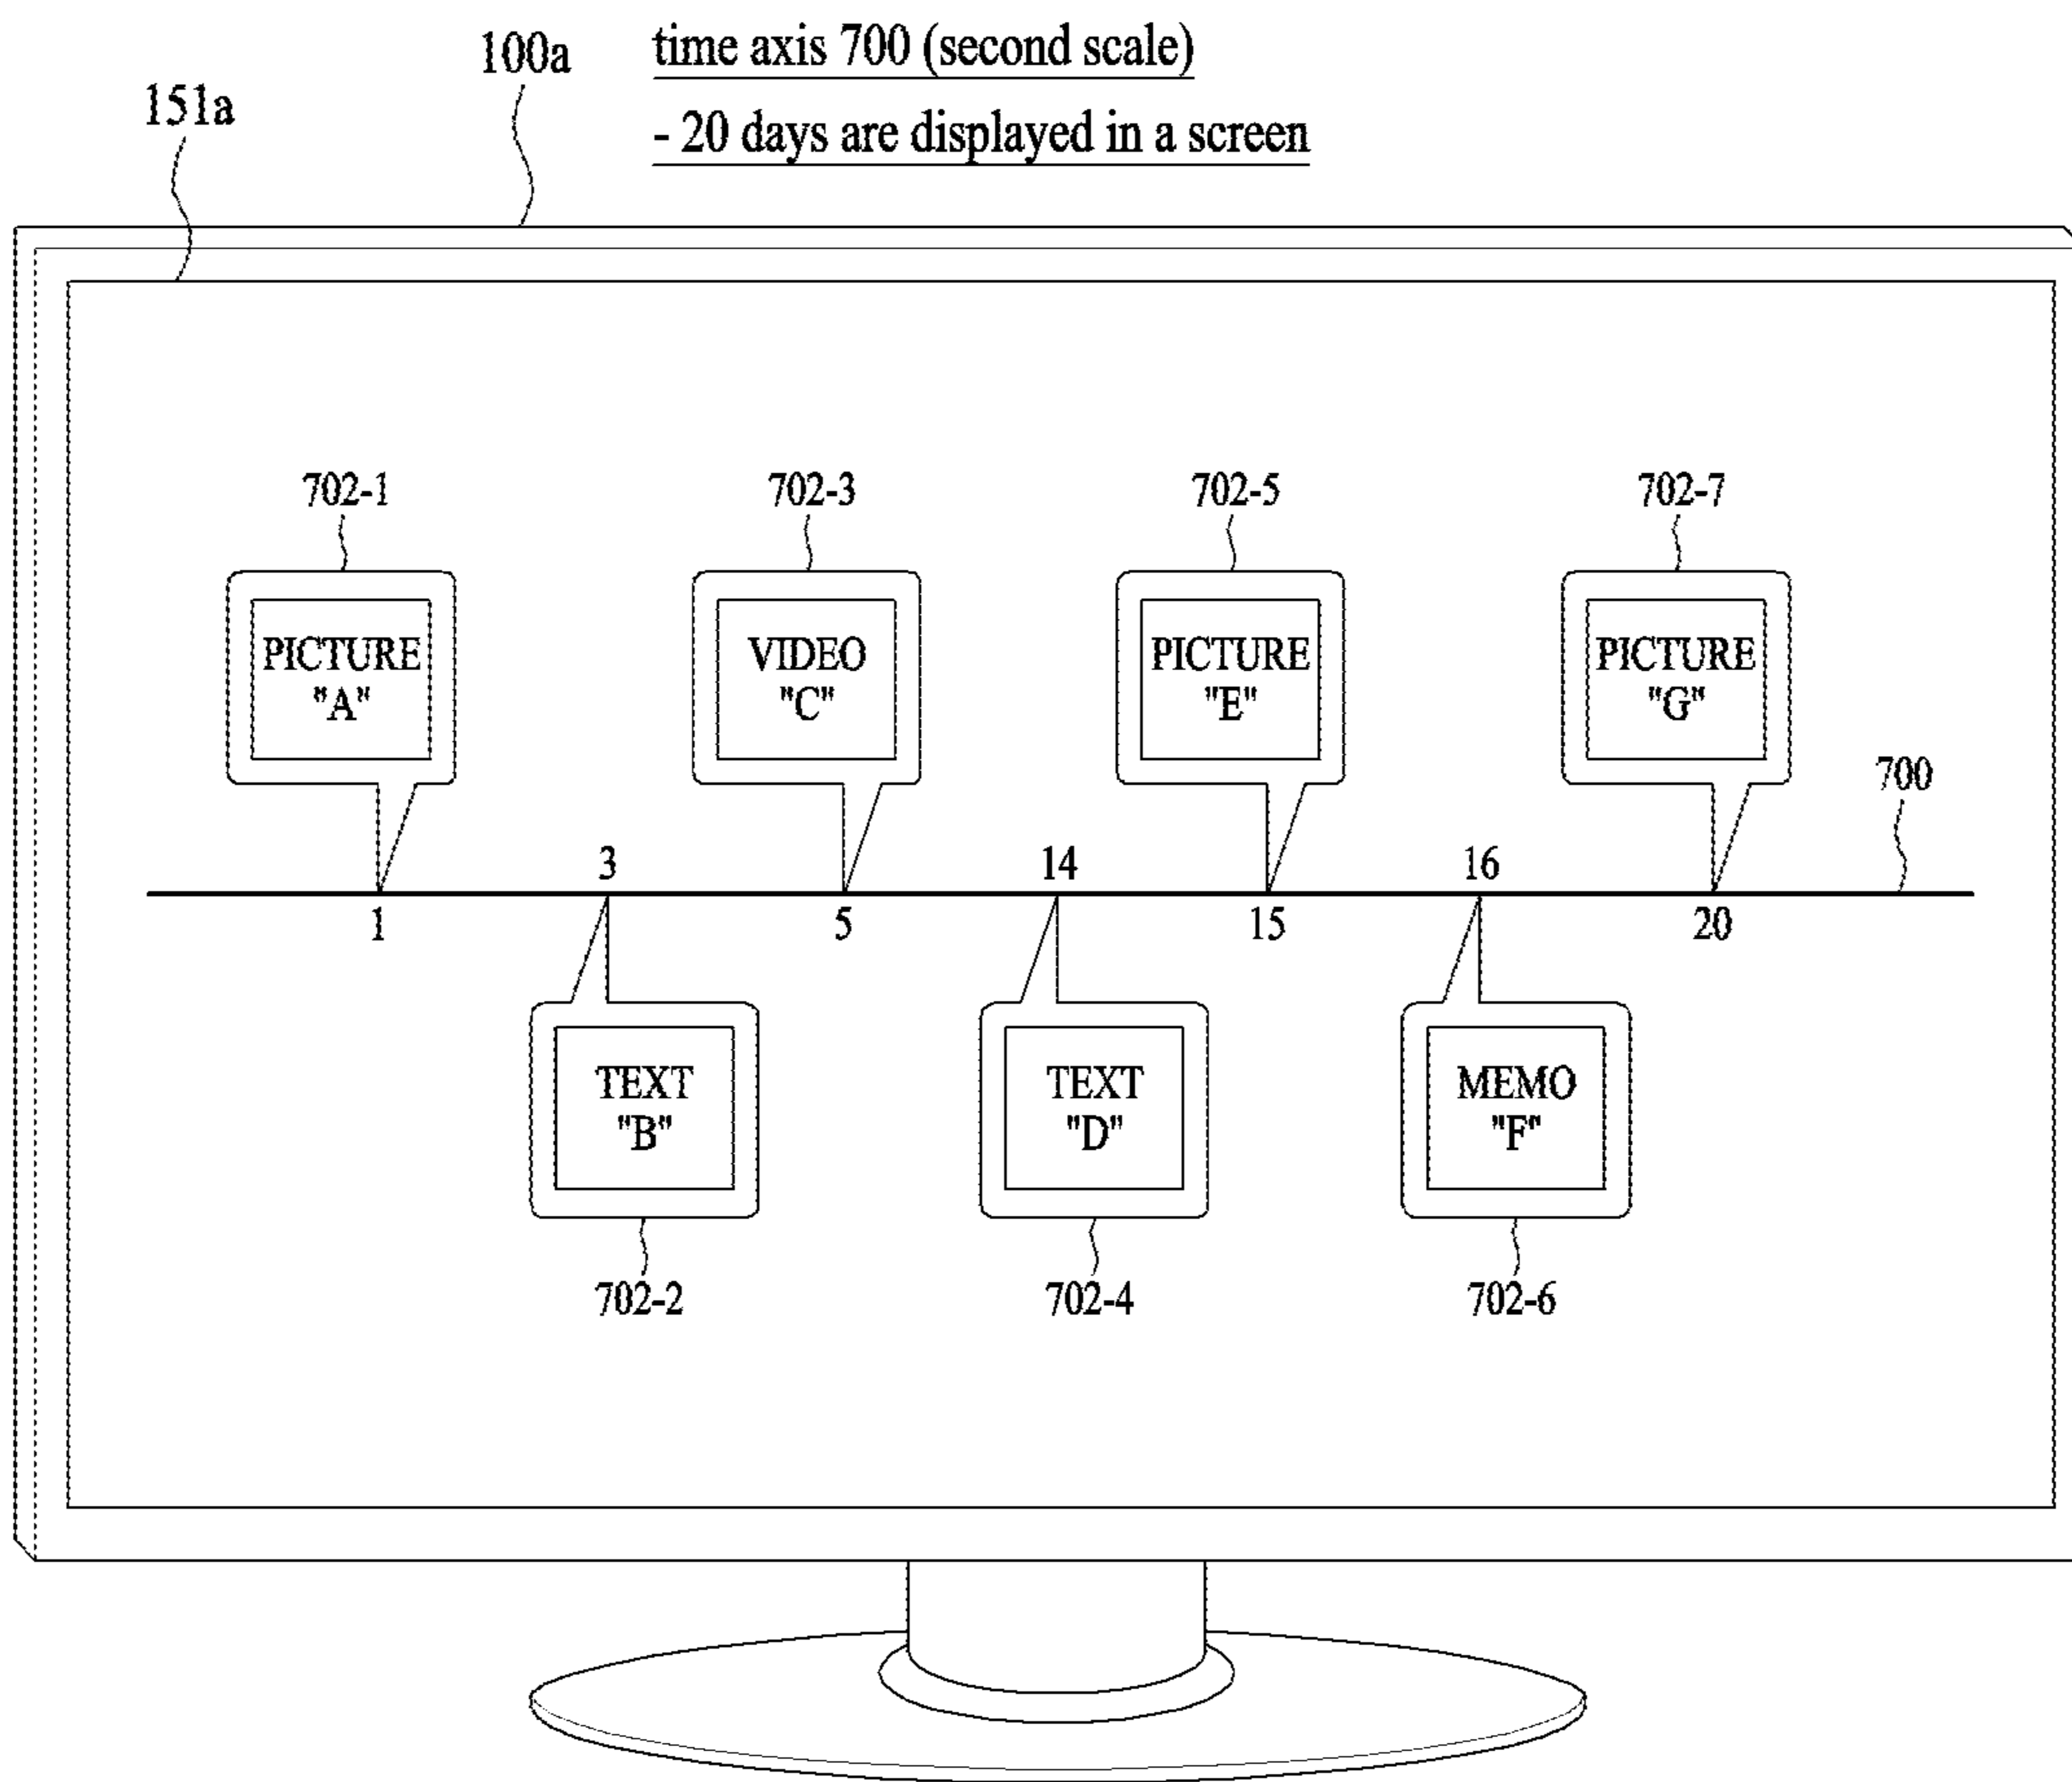 100a
time axis 700 (second scale)
151a
- 20 days are displayed in a screen
702-1
702-3
702-5
702-7
PICTURE
"A"
VIDEO
"C"
PICTURE
"E"
PICTURE
"G"
700
3
14
16
1
5
15
20
TEXT
"B"
TEXT
"D"
MEMO
"F"
702-2
702-4
702-6